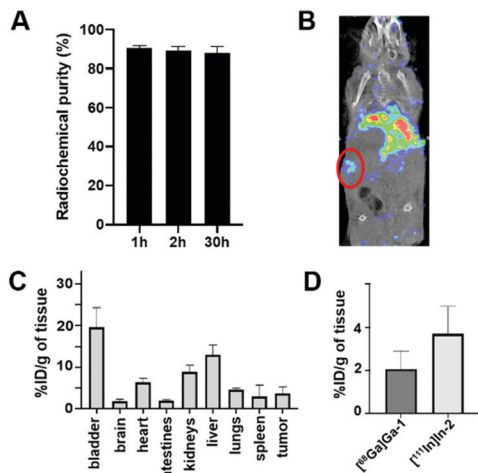 A
Radiochemical purity (%)
100
80
60
40
20
0
1h 2h 30h
B
C
%ID/g of tissue
30
20
10
0
bladder
brain
heart
intestines
kidneys
liver
lungs
spleen
tumor
D
%ID/g of tissue
4
2
0
[⁶⁸Ga]Ga-1
[¹¹¹In]In-2